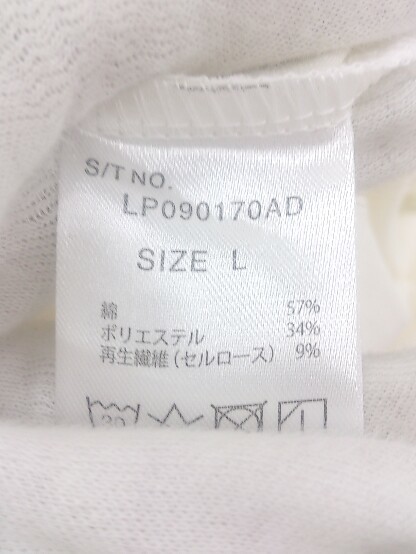 S/T NO.
LP090170AD
SIZE L
綿 57%
ポリエステル 34%
再生繊維(セルロース) 9%